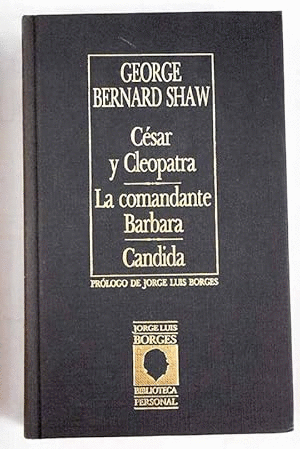 GEORGE
BERNARD SHAW
César
y Cleopatra
La comandante
Barbara
Candida
PRÓLOGO DE JORGE LUIS BORGES
JORGE LUIS
BORGES
BIBLIOTECA
PERSONAL